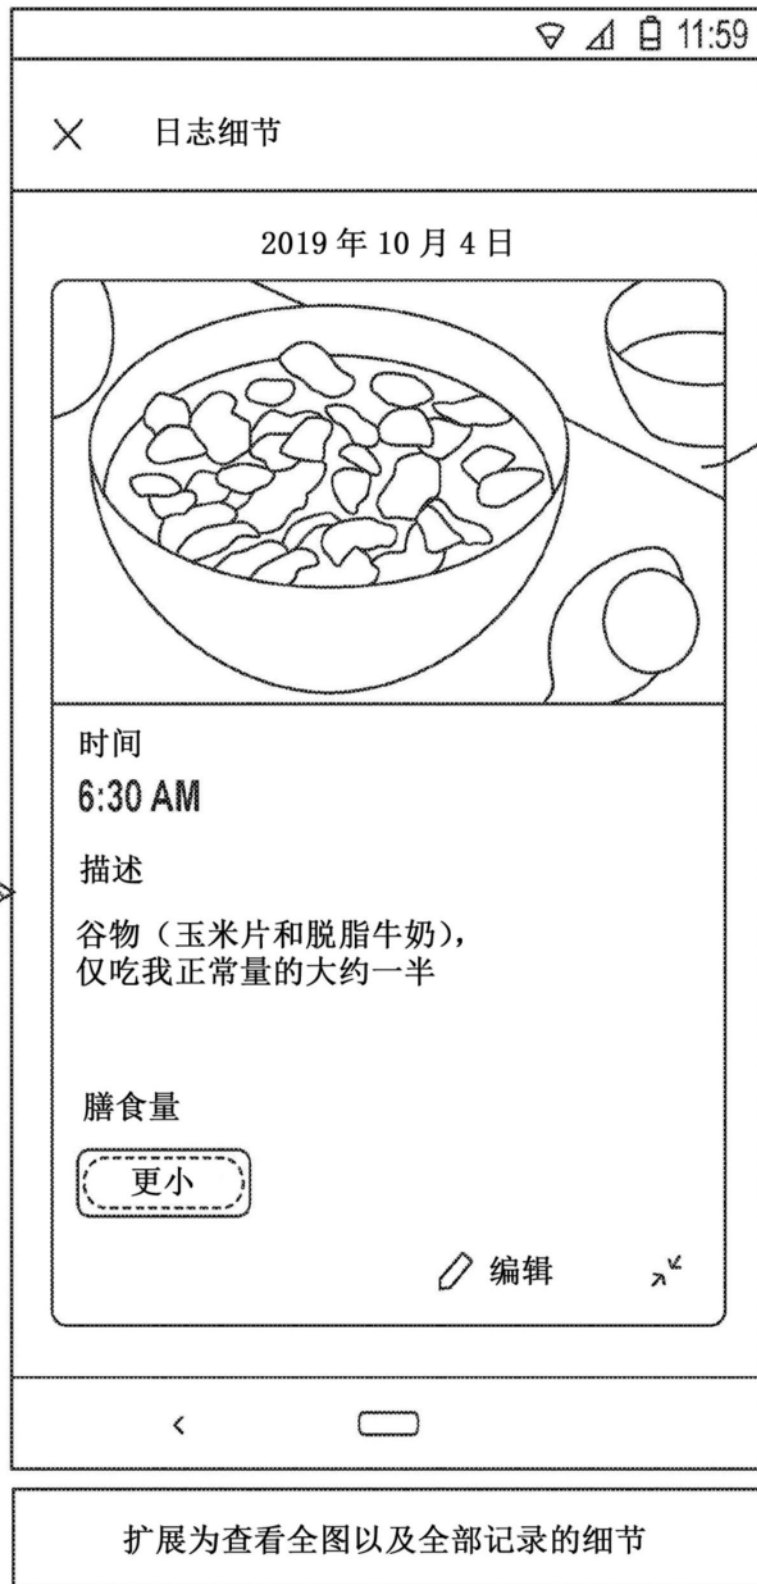 11:59
日志细节
2019 年 10 月 4 日
时间
6:30 AM
描述
谷物（玉米片和脱脂牛奶），
仅吃我正常量的大约一半
膳食量
更小
编辑
扩展为查看全图以及全部记录的细节